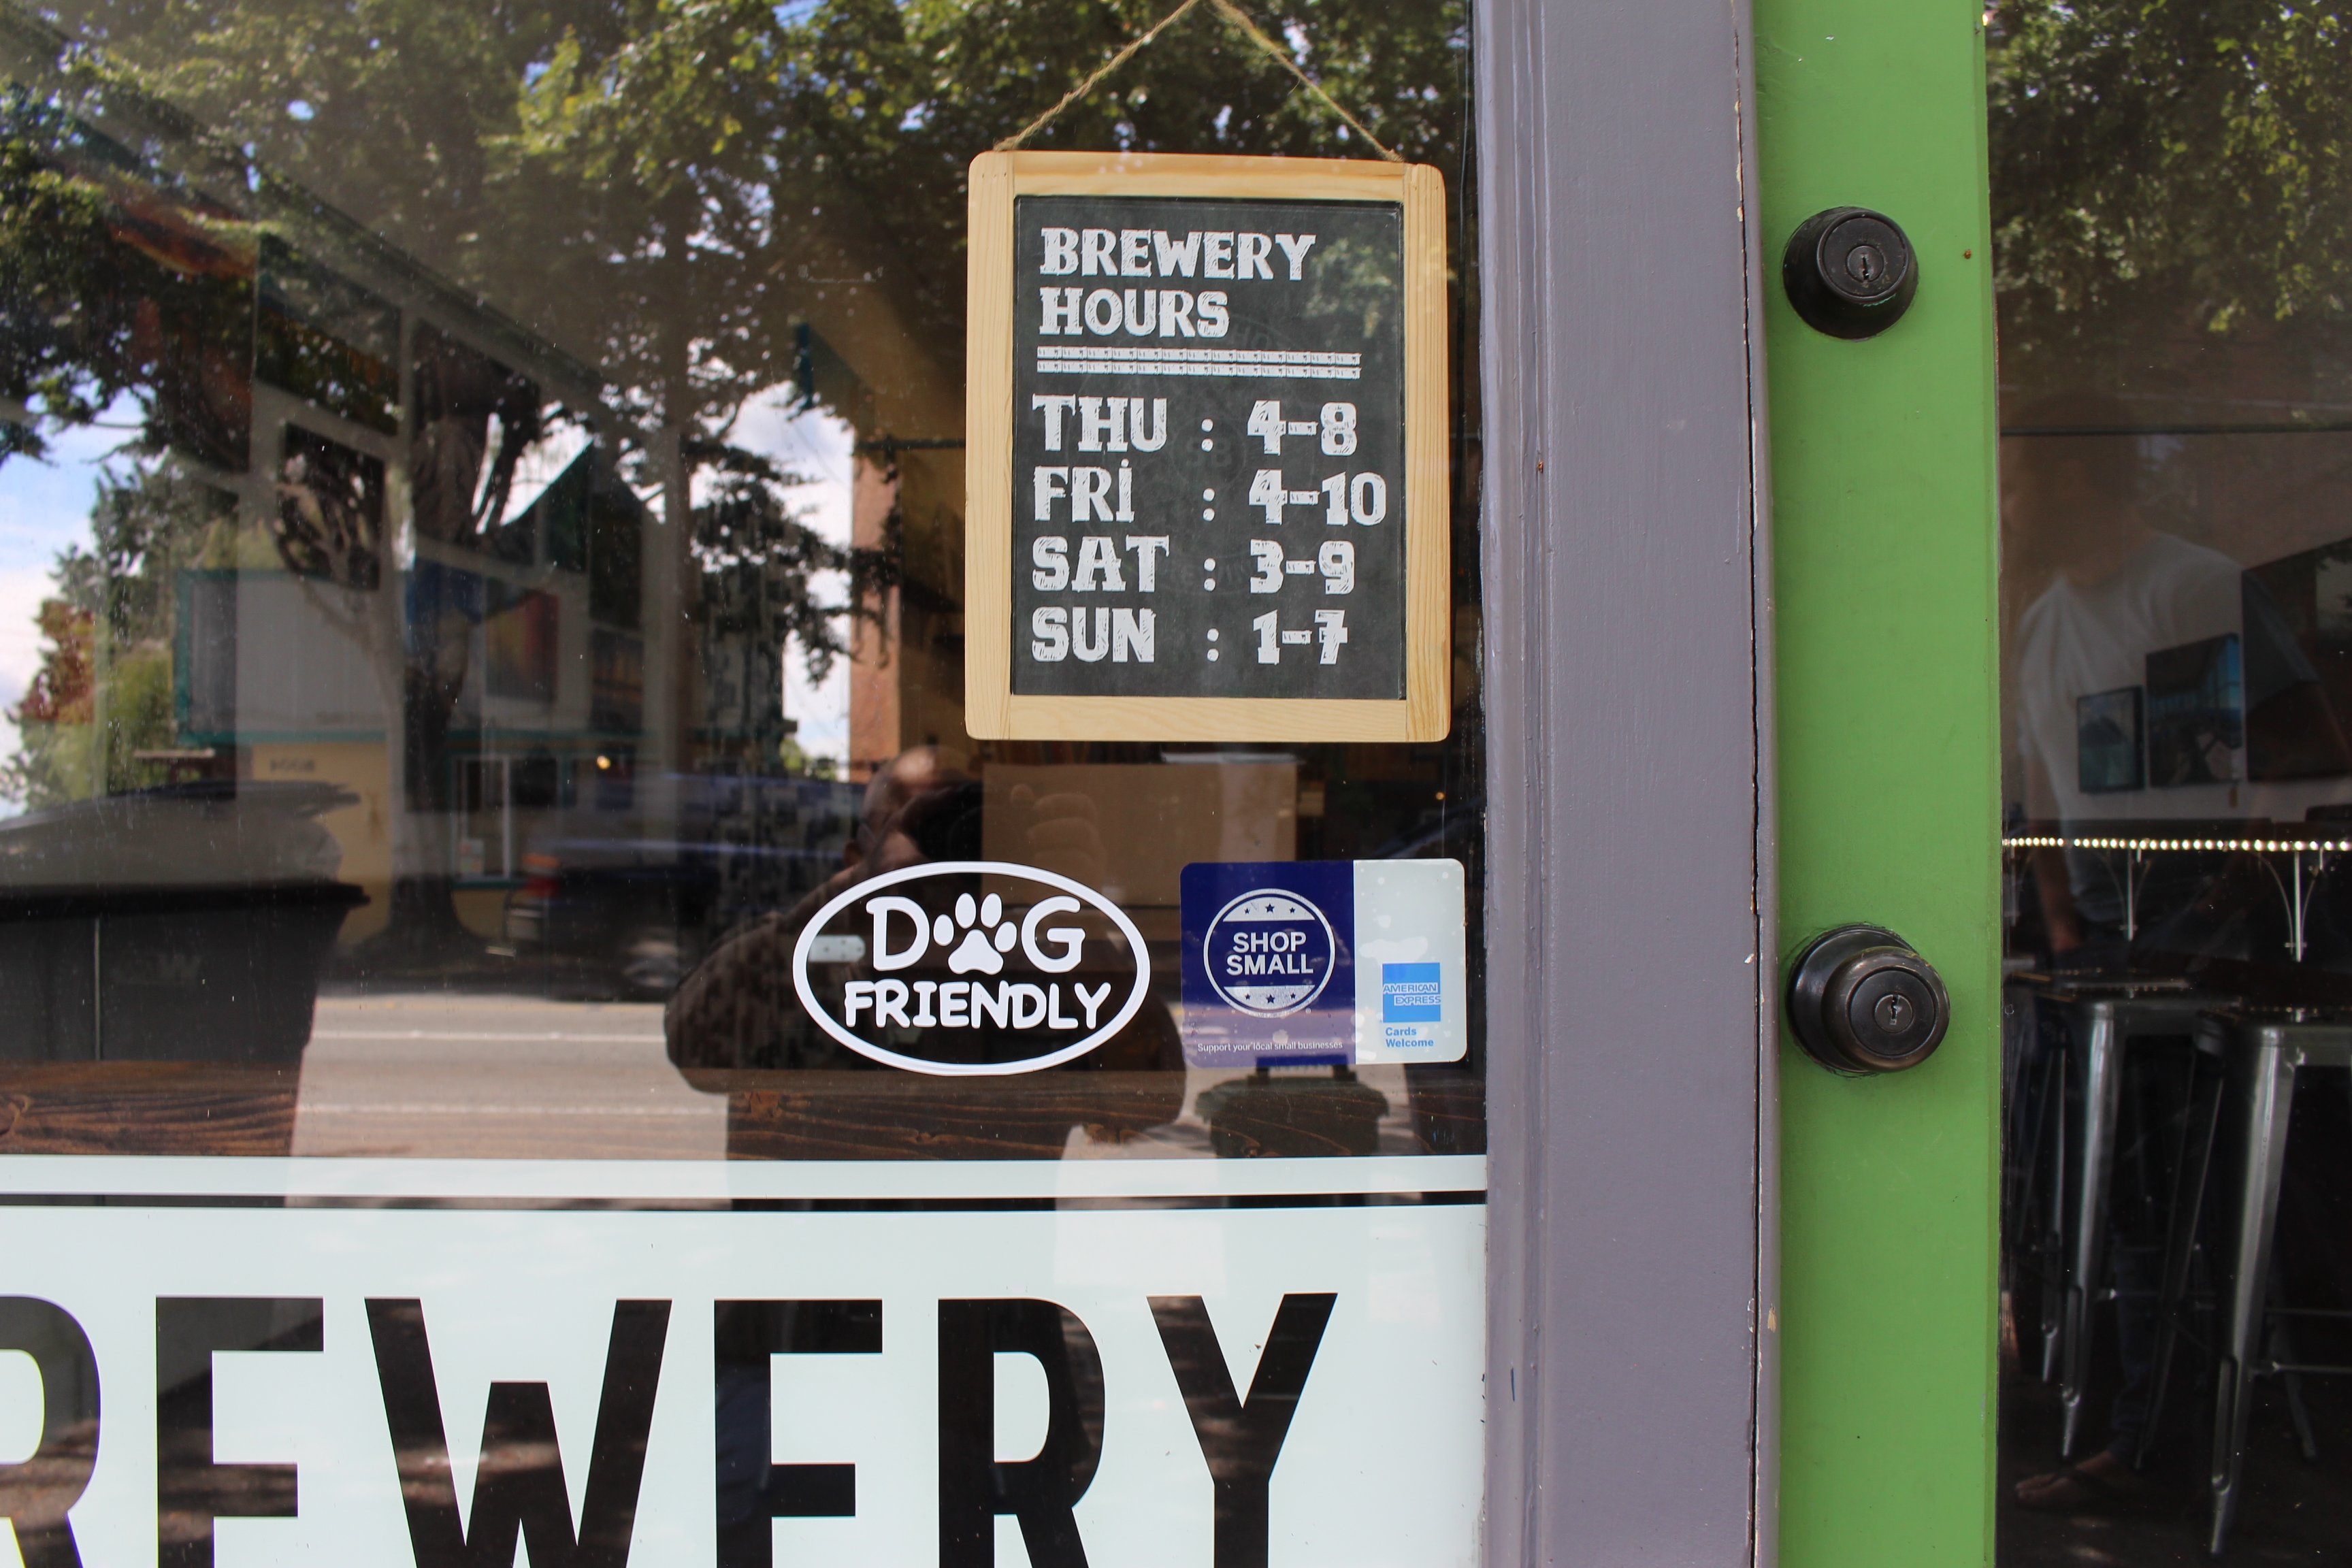 BREWERY
HOURS
THU : 4-8
FRİ : 4-10
SAT : 3-9
SUN : 1-7
DOG
FRIENDLY
SHOP
SMALL
Support your local small businesses
AMERICAN
EXPRESS
Cards
Welcome
REWERY